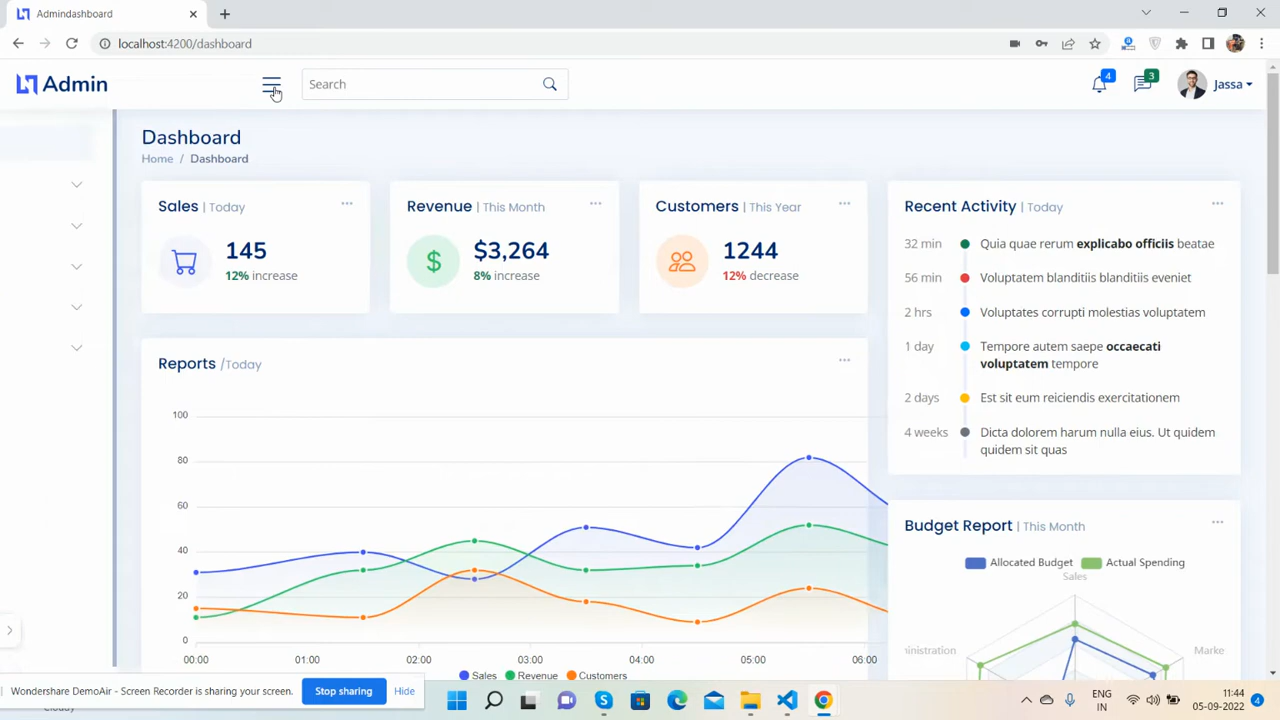 Admindashboard
localhost:4200/dashboard
Admin
Search
4
3
Jassa
Dashboard
Home / Dashboard
Sales | Today
145
12% increase
Revenue | This Month
$3,264
8% increase
Customers | This Year
1244
12% decrease
Recent Activity | Today
32 min Quia quae rerum explicabo officiis beatae
56 min Voluptatem blanditiis blanditiis eveniet
2 hrs Voluptates corrupti molestias voluptatem
1 day Tempore autem saepe occaecati
voluptatem tempore
2 days Est sit eum reiciendis exercitationem
4 weeks Dicta dolorem harum nulla eius. Ut quidem
quidem sit quas
Reports /Today
100
80
60
40
20
0
00:00 01:00 02:00 03:00 04:00 05:00 06:00
Sales Revenue Customers
Budget Report | This Month
Allocated Budget Actual Spending
Sales
ministration Marke
Wondershare DemoAir - Screen Recorder is sharing your screen. Stop sharing Hide
Cloudy
ENG
IN
11:44
05-09-2022
4